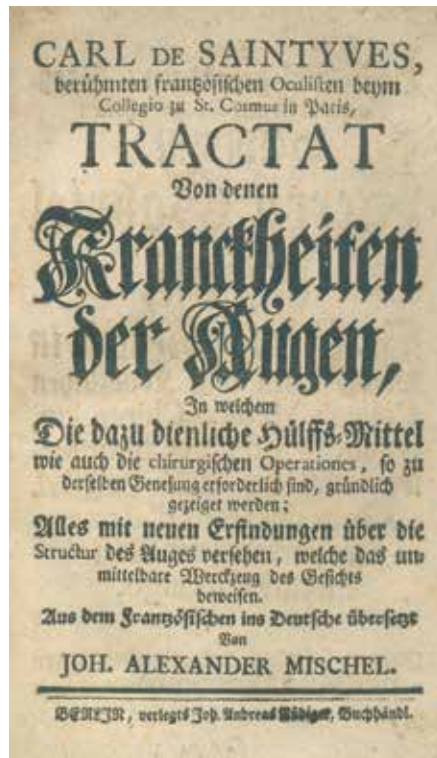 CARL DE SAINTYVES,
berühmten frantzösischen Oculisten beym
Collegio zu St. Cosmus in Paris,
TRACTAT
Von denen
Kranckheiten
der Augen,
In welchem
Die dazu dienliche Hülffs-Mittel
wie auch die chirurgischen Operationes, so zu
derselben Genesung erforderlich sind, gründlich
gezeiget werden;
Alles mit neuen Erfindungen über die
Structur des Auges versehen, welche das un-
mittelbare Werckzeug des Gesichts
beweisen.
Aus dem Frantzösischen ins Deutsche übersetzt
Von
JOH. ALEXANDER MISCHEL.
BERLIN, verlegts Joh. Andreas Rüdiger, Buchhändl.